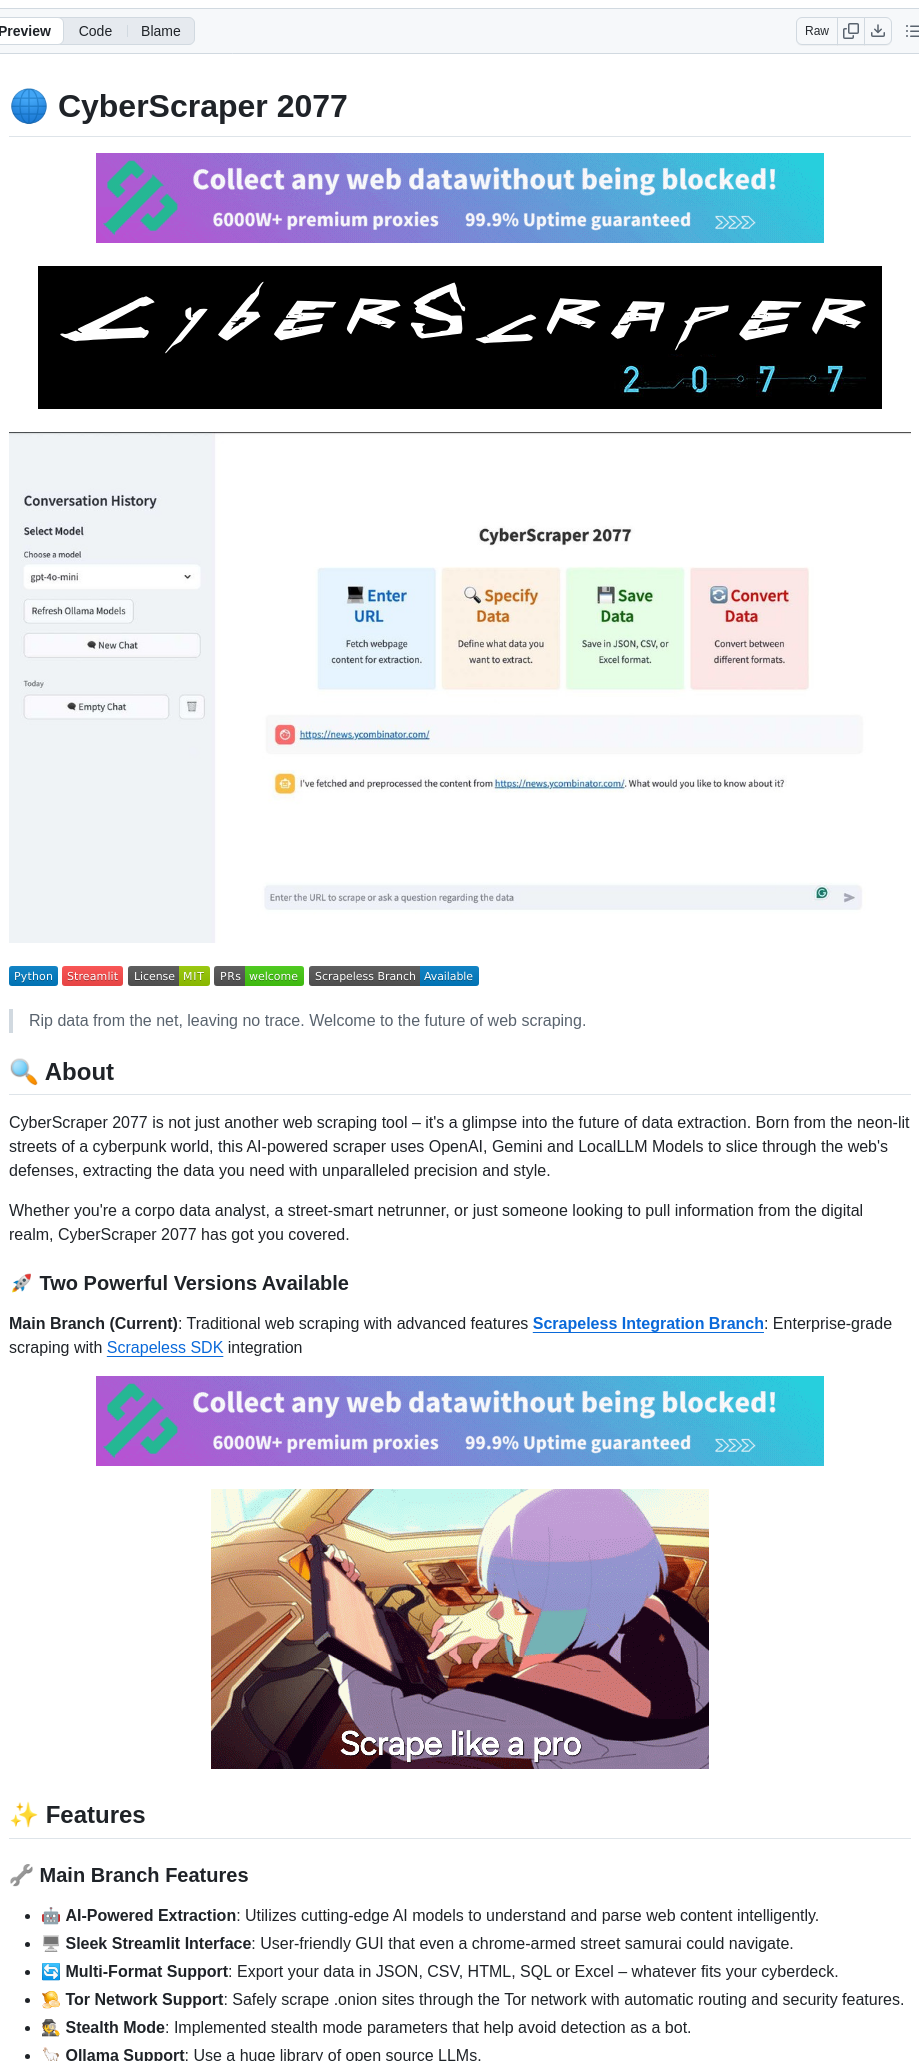 Preview Code Blame Raw
CyberScraper 2077
Collect any web datawithout being blocked!
6000W+ premium proxies 99.9% Uptime guaranteed
CYBERSCRAPER
2077
Conversation History
Select Model
Choose a model
gpt-4o-mini
Refresh Ollama Models
New Chat
Today
Empty Chat
CyberScraper 2077
Enter
URL
Fetch webpage
content for extraction.
Specify
Data
Define what data you
want to extract.
Save
Data
Save in JSON, CSV, or
Excel format.
Convert
Data
Convert between
different formats.
https://news.ycombinator.com/
I've fetched and preprocessed the content from https://news.ycombinator.com/. What would you like to know about it?
Enter the URL to scrape or ask a question regarding the data
Python Streamlit License MIT PRs welcome Scrapeless Branch Available
Rip data from the net, leaving no trace. Welcome to the future of web scraping.
About
CyberScraper 2077 is not just another web scraping tool – it's a glimpse into the future of data extraction. Born from the neon-lit
streets of a cyberpunk world, this AI-powered scraper uses OpenAI, Gemini and LocalLLM Models to slice through the web's
defenses, extracting the data you need with unparalleled precision and style.
Whether you're a corpo data analyst, a street-smart netrunner, or just someone looking to pull information from the digital
realm, CyberScraper 2077 has got you covered.
Two Powerful Versions Available
Main Branch (Current): Traditional web scraping with advanced features Scrapeless Integration Branch: Enterprise-grade
scraping with Scrapeless SDK integration
Collect any web datawithout being blocked!
6000W+ premium proxies 99.9% Uptime guaranteed
Scrape like a pro
Features
Main Branch Features
AI-Powered Extraction: Utilizes cutting-edge AI models to understand and parse web content intelligently.
Sleek Streamlit Interface: User-friendly GUI that even a chrome-armed street samurai could navigate.
Multi-Format Support: Export your data in JSON, CSV, HTML, SQL or Excel – whatever fits your cyberdeck.
Tor Network Support: Safely scrape .onion sites through the Tor network with automatic routing and security features.
Stealth Mode: Implemented stealth mode parameters that help avoid detection as a bot.
Ollama Support: Use a huge library of open source LLMs.